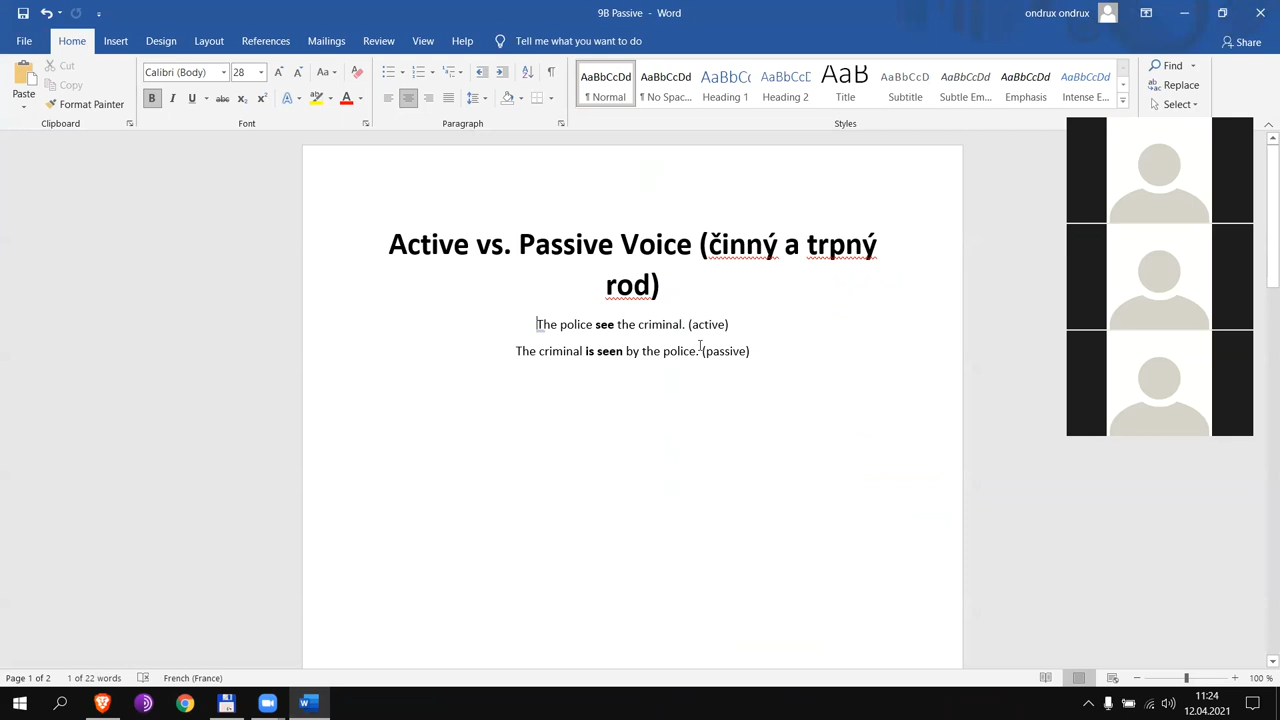 9B Passive - Word
ondrux ondrux
File Home Insert Design Layout References Mailings Review View Help Tell me what you want to do
Share
Paste
Cut
Copy
Format Painter
Calibri (Body) 28
AaBbCcDd AaBbCcDd AaBbCcI AaBbCcD AaB AaBbCcD AaBbCcDd AaBbCcDd AaBbCcDd
¶ Normal ¶ No Spac... Heading 1 Heading 2 Title Subtitle Subtle Em... Emphasis Intense E...
Find
Replace
Select
Clipboard Font Paragraph Styles
Active vs. Passive Voice (činný a trpný
rod)
The police see the criminal. (active)
The criminal is seen by the police. (passive)
Page 1 of 2 1 of 22 words French (France) 100 %
11:24
12.04.2021